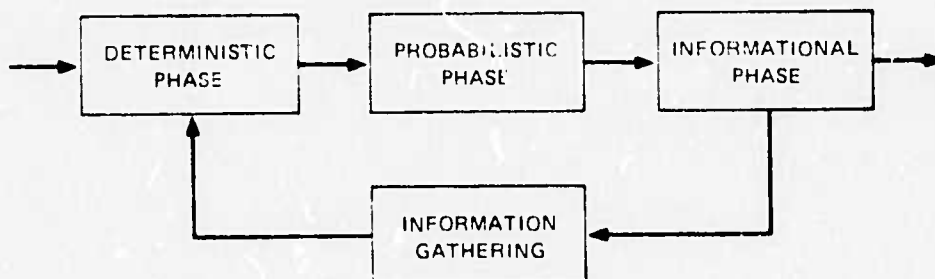 DETERMINISTIC
PHASE
PROBABILISTIC
PHASE
INFORMATIONAL
PHASE
INFORMATION
GATHERING